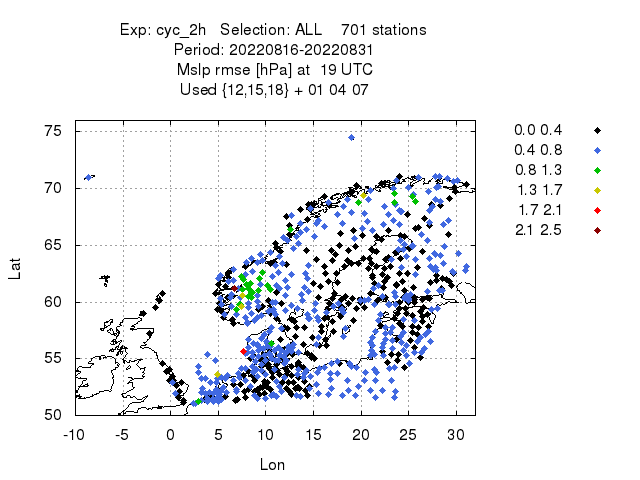 Exp: cyc_2h Selection: ALL 701 stations
Period: 20220816-20220831
Mslp rmse [hPa] at 19 UTC
Used {12,15,18} + 01 04 07
0.0 0.4
0.4 0.8
0.8 1.3
1.3 1.7
1.7 2.1
2.1 2.5
75
70
65
60
55
50
Lat
-10 -5 0 5 10 15 20 25 30
Lon